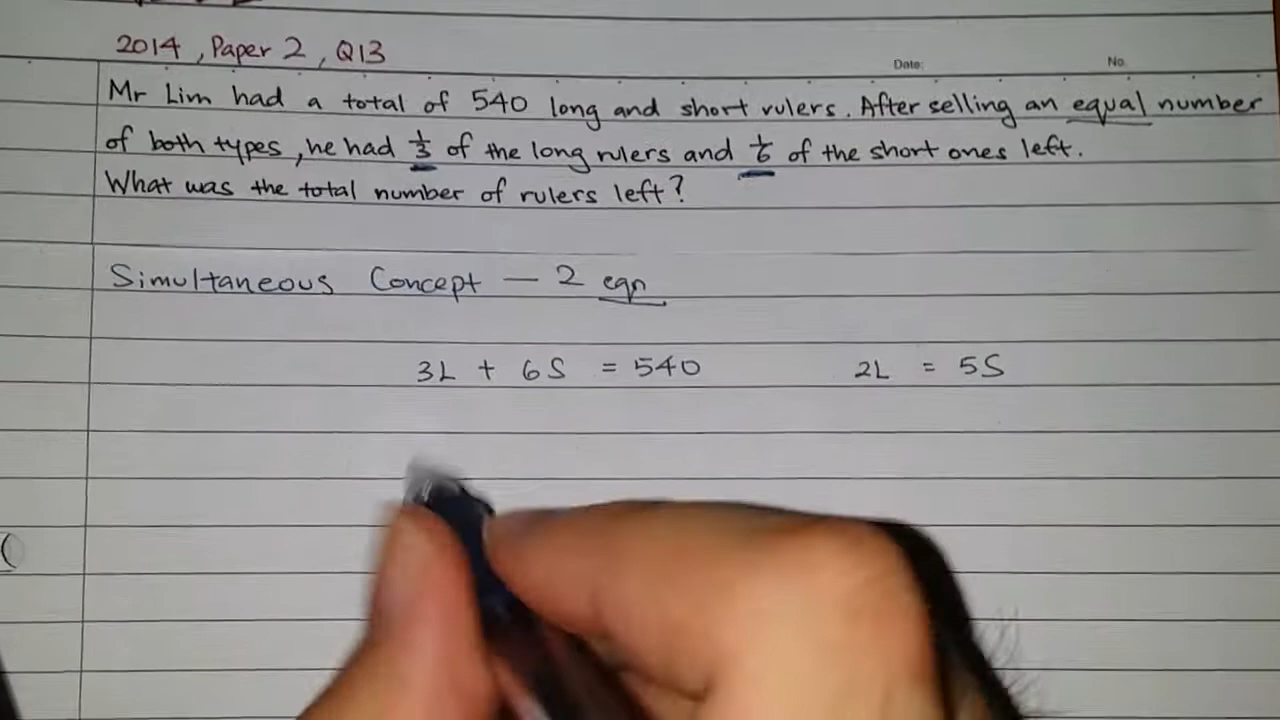 2014, Paper 2, Q13
Date: No.
Mr Lim had a total of 540 long and short rulers. After selling an equal number
of both types, he had 1/3 of the long rulers and 1/6 of the short ones left.
What was the total number of rulers left?
Simultaneous Concept — 2 eqn
3L + 6S = 540 2L = 5S
(